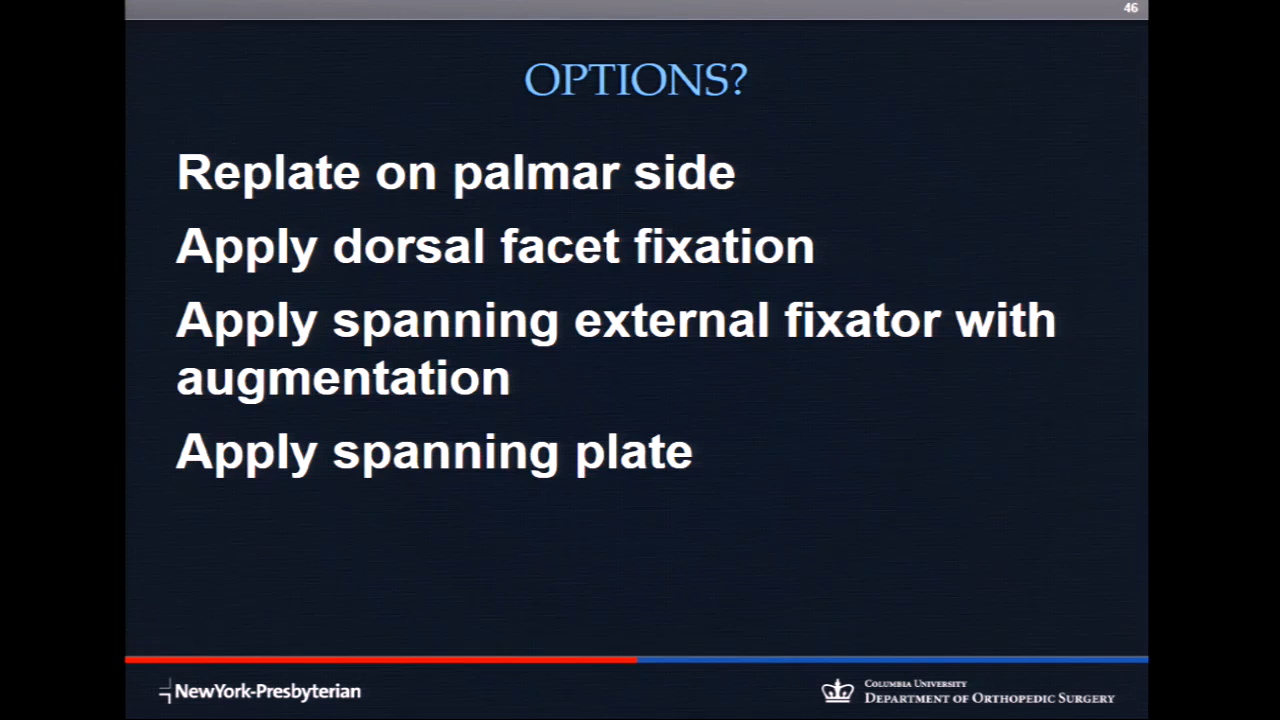 46
OPTIONS?
Replate on palmar side
Apply dorsal facet fixation
Apply spanning external fixator with
augmentation
Apply spanning plate
NewYork-Presbyterian
COLUMBIA UNIVERSITY
DEPARTMENT OF ORTHOPEDIC SURGERY